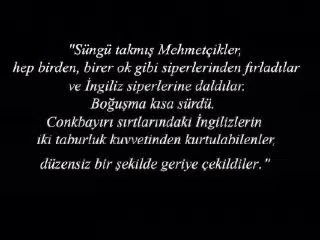 "Süngü takmış Mehmetçikler,
hep birden, birer ok gibi siperlerinden fırladılar
ve İngiliz siperlerine daldılar.
Boğuşma kısa sürdü.
Conkbayırı sırtlarındaki İngilizlerin
iki taburluk kuvvetinden kurtulabilenler,
düzensiz bir şekilde geriye çekildiler."